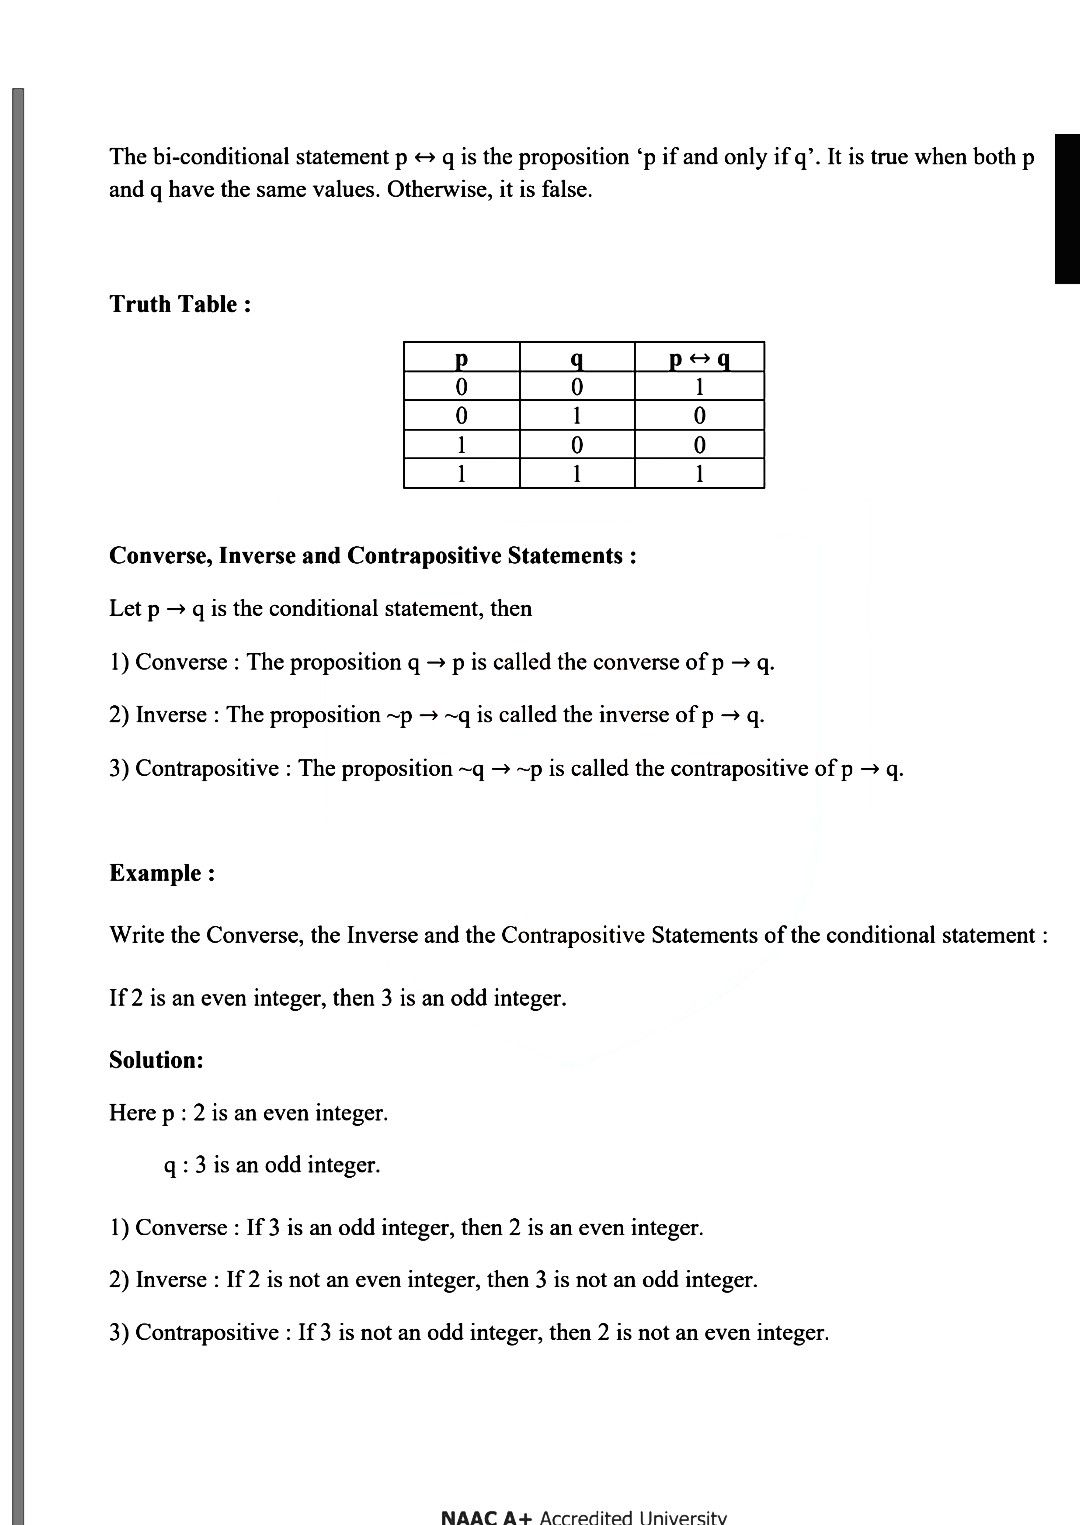 The bi-conditional statement p ↔ q is the proposition ‘p if and only if q’. It is true when both p
and q have the same values. Otherwise, it is false.
Truth Table :
p q p ↔ q
0 0 1
0 1 0
1 0 0
1 1 1
Converse, Inverse and Contrapositive Statements :
Let p → q is the conditional statement, then
1) Converse : The proposition q → p is called the converse of p → q.
2) Inverse : The proposition ~p → ~q is called the inverse of p → q.
3) Contrapositive : The proposition ~q → ~p is called the contrapositive of p → q.
Example :
Write the Converse, the Inverse and the Contrapositive Statements of the conditional statement :
If 2 is an even integer, then 3 is an odd integer.
Solution:
Here p : 2 is an even integer.
q : 3 is an odd integer.
1) Converse : If 3 is an odd integer, then 2 is an even integer.
2) Inverse : If 2 is not an even integer, then 3 is not an odd integer.
3) Contrapositive : If 3 is not an odd integer, then 2 is not an even integer.
NAAC A+ Accredited University